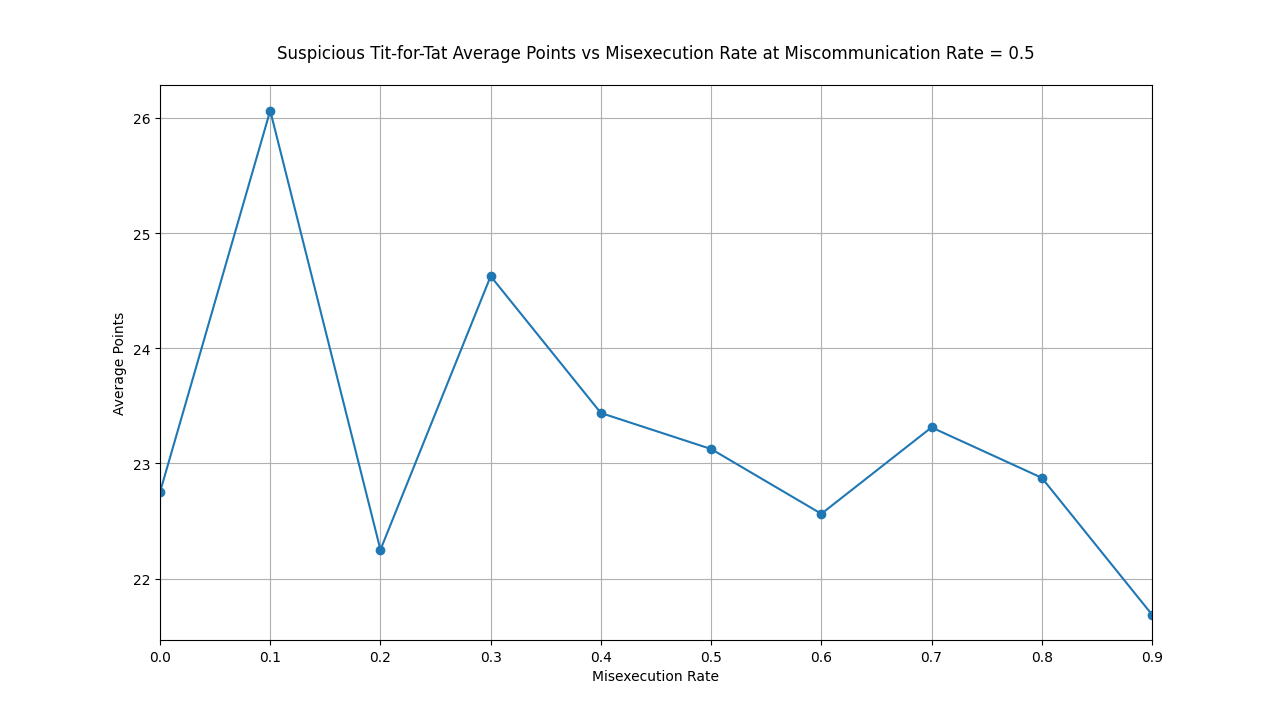 Suspicious Tit-for-Tat Average Points vs Misexecution Rate at Miscommunication Rate = 0.5
26
25
24
23
22
Average Points
0.0 0.1 0.2 0.3 0.4 0.5 0.6 0.7 0.8 0.9
Misexecution Rate